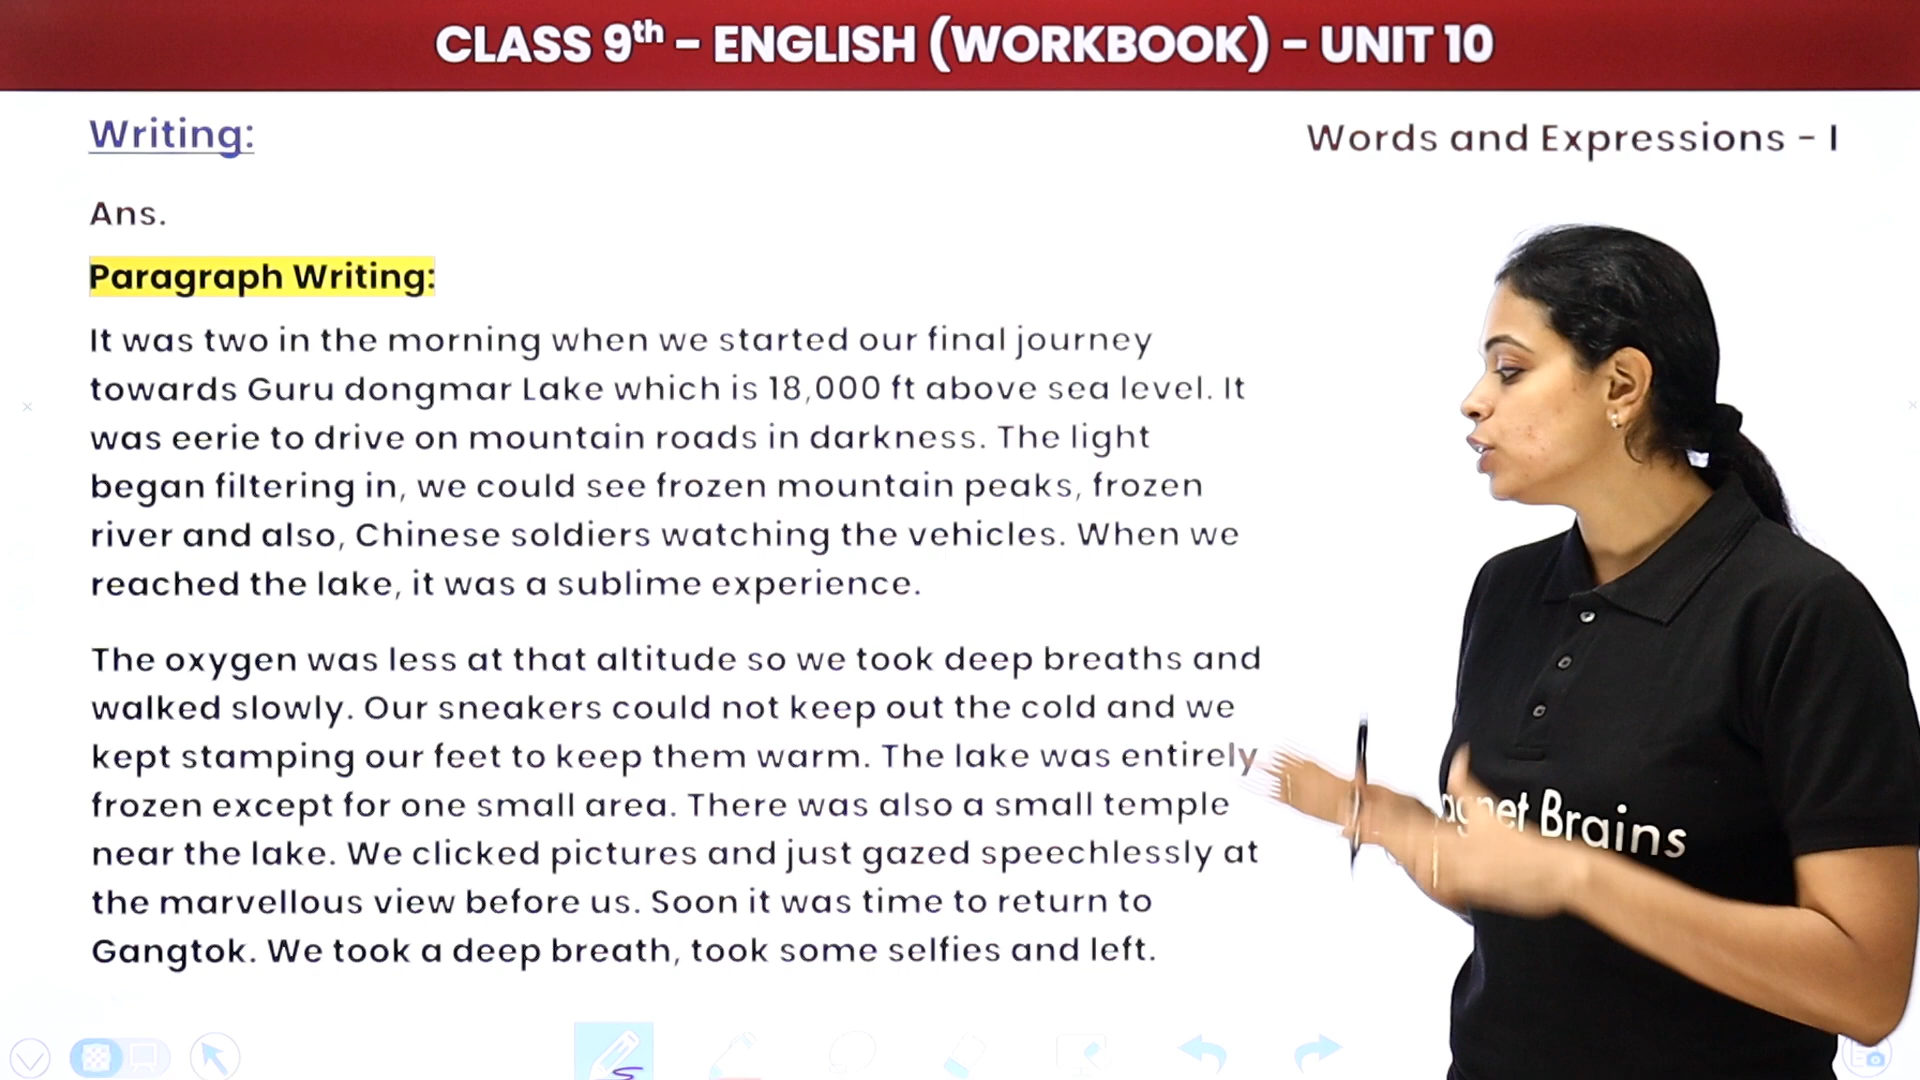 CLASS 9th – ENGLISH (WORKBOOK) – UNIT 10
Writing:
Words and Expressions - I
Ans.
Paragraph Writing:
It was two in the morning when we started our final journey
towards Guru dongmar Lake which is 18,000 ft above sea level. It
was eerie to drive on mountain roads in darkness. The light
began filtering in, we could see frozen mountain peaks, frozen
river and also, Chinese soldiers watching the vehicles. When we
reached the lake, it was a sublime experience.
The oxygen was less at that altitude so we took deep breaths and
walked slowly. Our sneakers could not keep out the cold and we
kept stamping our feet to keep them warm. The lake was entirely
frozen except for one small area. There was also a small temple
near the lake. We clicked pictures and just gazed speechlessly at
the marvellous view before us. Soon it was time to return to
Gangtok. We took a deep breath, took some selfies and left.
Brains